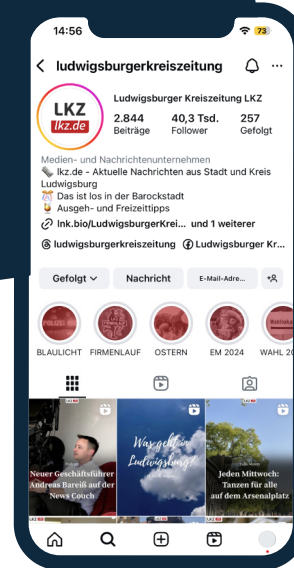 14:56
73
ludwigsburgerkreiszeitung
LKZ
lkz.de
Ludwigsburger Kreiszeitung LKZ
2.844 40,3 Tsd. 257
Beiträge Follower Gefolgt
Medien- und Nachrichtenunternehmen
lkz.de - Aktuelle Nachrichten aus Stadt und Kreis
Ludwigsburg
Das ist los in der Barockstadt
Ausgeh- und Freizeittipps
lnk.bio/LudwigsburgerKrei... und 1 weiterer
ludwigsburgerkreiszeitung Ludwigsburger Kr...
Gefolgt Nachricht E-Mail-Adre...
BLAULICHT FIRMENLAUF OSTERN EM 2024 WAHL 20
Neuer Geschäftsführer
Andreas Bareiß auf der
News Couch
Was geht in
Ludwigsburg?
Jeden Mittwoch:
Tanzen für alle
auf dem Arsenalplatz